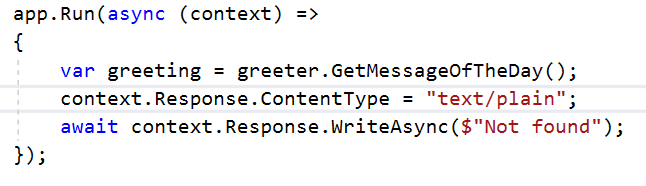 app.Run(async (context) =>
{
    var greeting = greeter.GetMessageOfTheDay();
    context.Response.ContentType = "text/plain";
    await context.Response.WriteAsync($"Not found");
});